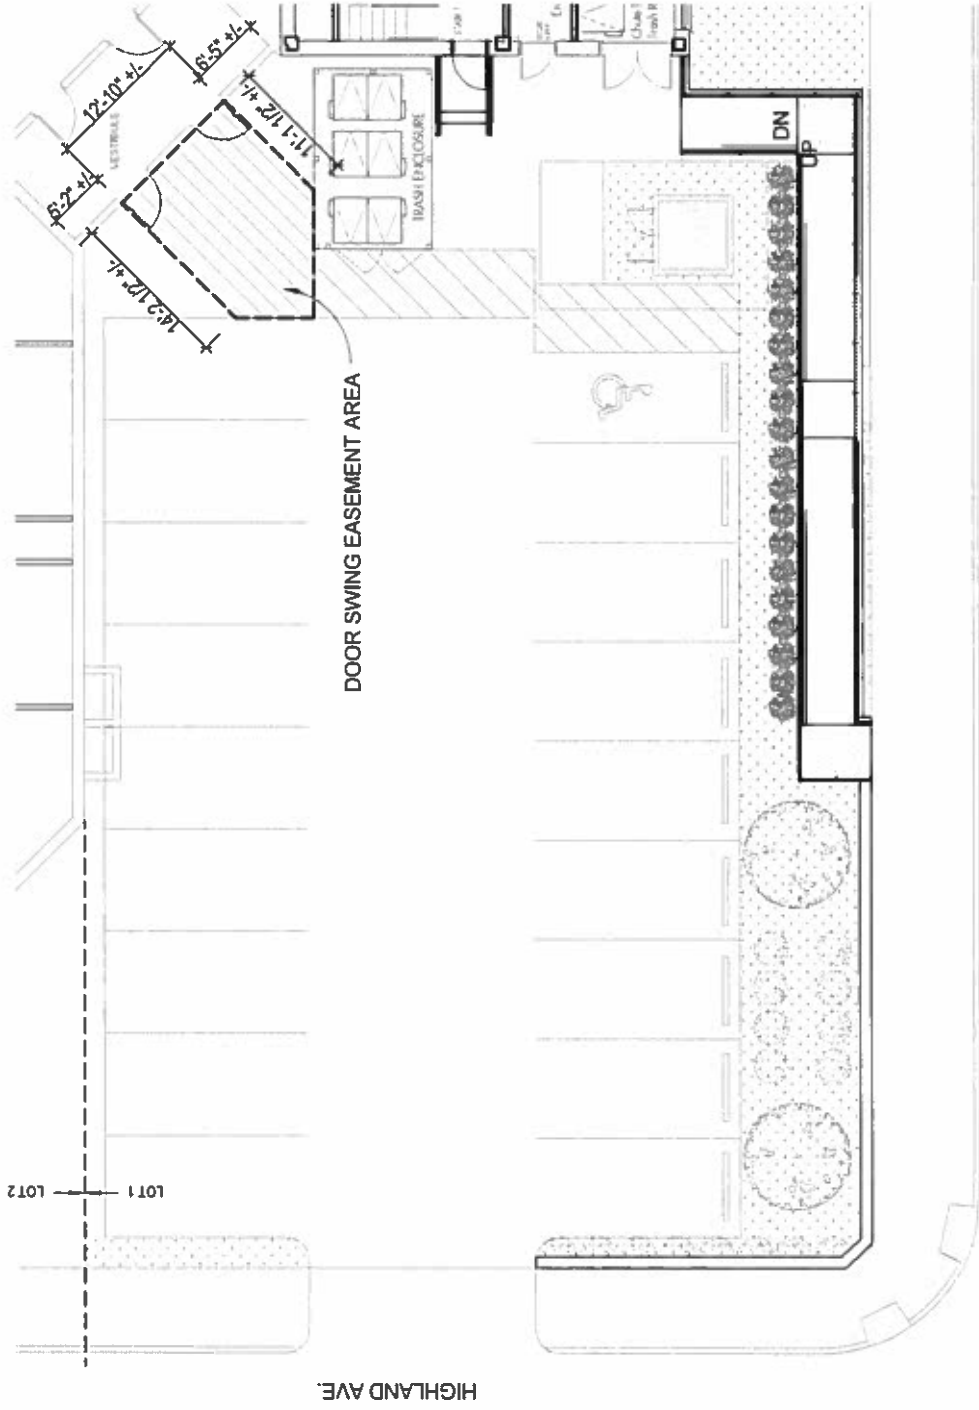 6'-5" +/-
12'-10" +/-
6'-2" +/-
VESTIBULE
11'-1 1/2" +/-
14'-2 1/2" +/-
TRASH ENCLOSURE
DN
UP
DOOR SWING EASEMENT AREA
LOT 2
LOT 1
HIGHLAND AVE.